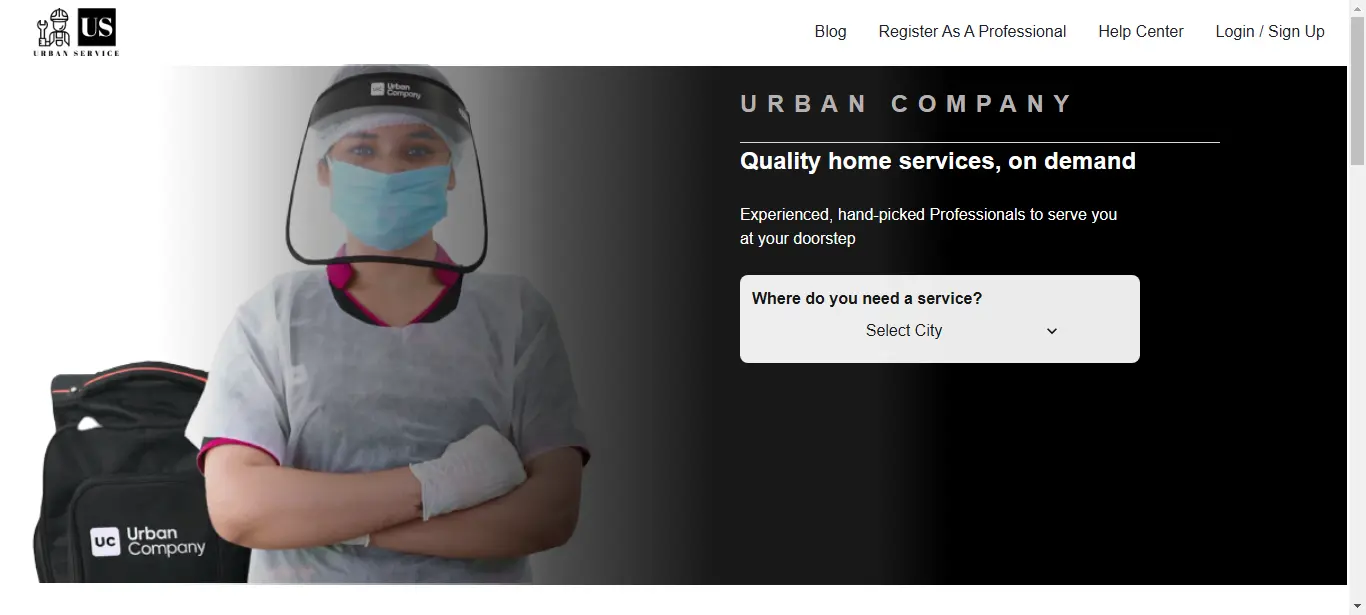 US
URBAN SERVICE
Blog
Register As A Professional
Help Center
Login / Sign Up
UC Urban
Company
URBAN COMPANY
Quality home services, on demand
Experienced, hand-picked Professionals to serve you
at your doorstep
Where do you need a service?
Select City
UC Urban
Company